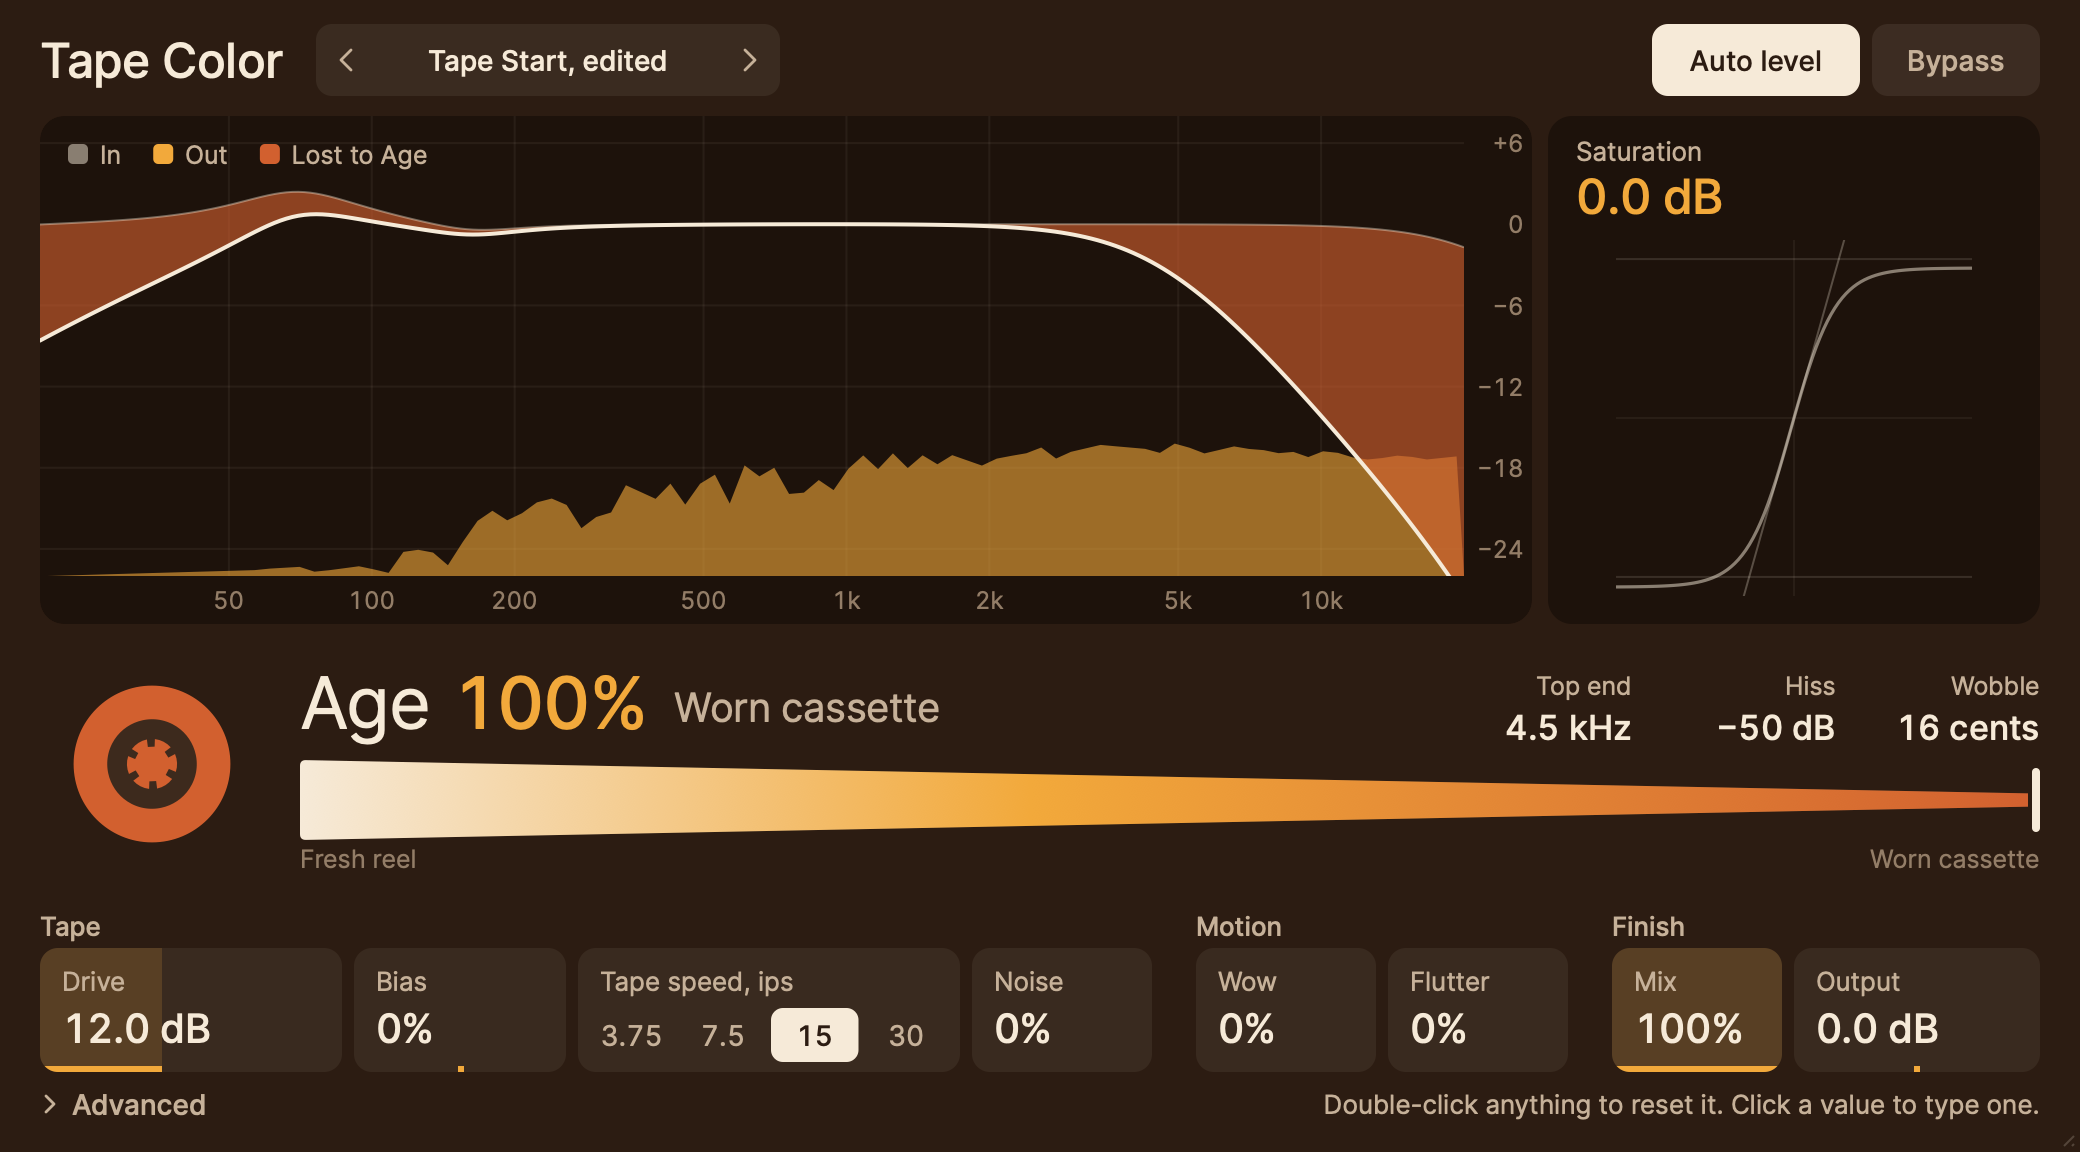 Tape Color
Tape Start, edited
Auto level
Bypass
In
Out
Lost to Age
+6
0
−6
−12
−18
−24
50
100
200
500
1k
2k
5k
10k
Saturation
0.0 dB
Age 100% Worn cassette
Top end
4.5 kHz
Hiss
−50 dB
Wobble
16 cents
Fresh reel
Worn cassette
Tape
Drive
12.0 dB
Bias
0%
Tape speed, ips
3.75 7.5 15 30
Noise
0%
Motion
Wow
0%
Flutter
0%
Finish
Mix
100%
Output
0.0 dB
Advanced
Double-click anything to reset it. Click a value to type one.